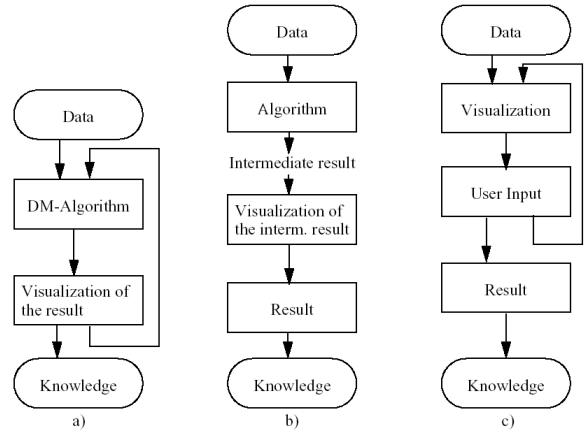 Data
DM-Algorithm
Visualization of
the result
Knowledge
a)
Data
Algorithm
Intermediate result
Visualization of
the interm. result
Result
Knowledge
b)
Data
Visualization
User Input
Result
Knowledge
c)